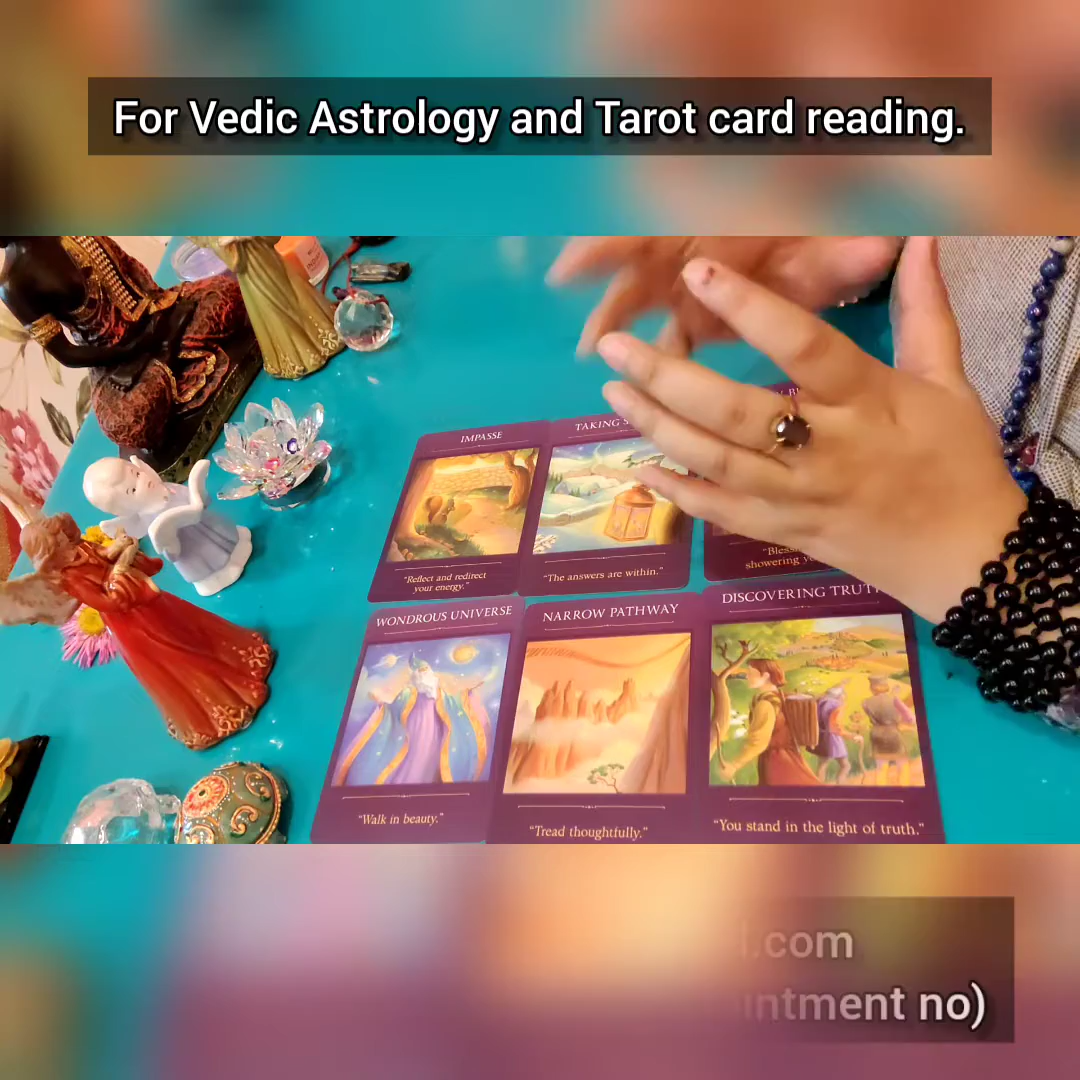 For Vedic Astrology and Tarot card reading.
IMPASSE
TAKING
"Reflect and redirect
your energy."
"The answers are within."
showering
WONDROUS UNIVERSE
NARROW PATHWAY
DISCOVERING
"Walk in beauty."
"Tread thoughtfully."
"You stand in the light of truth."
.com
no)